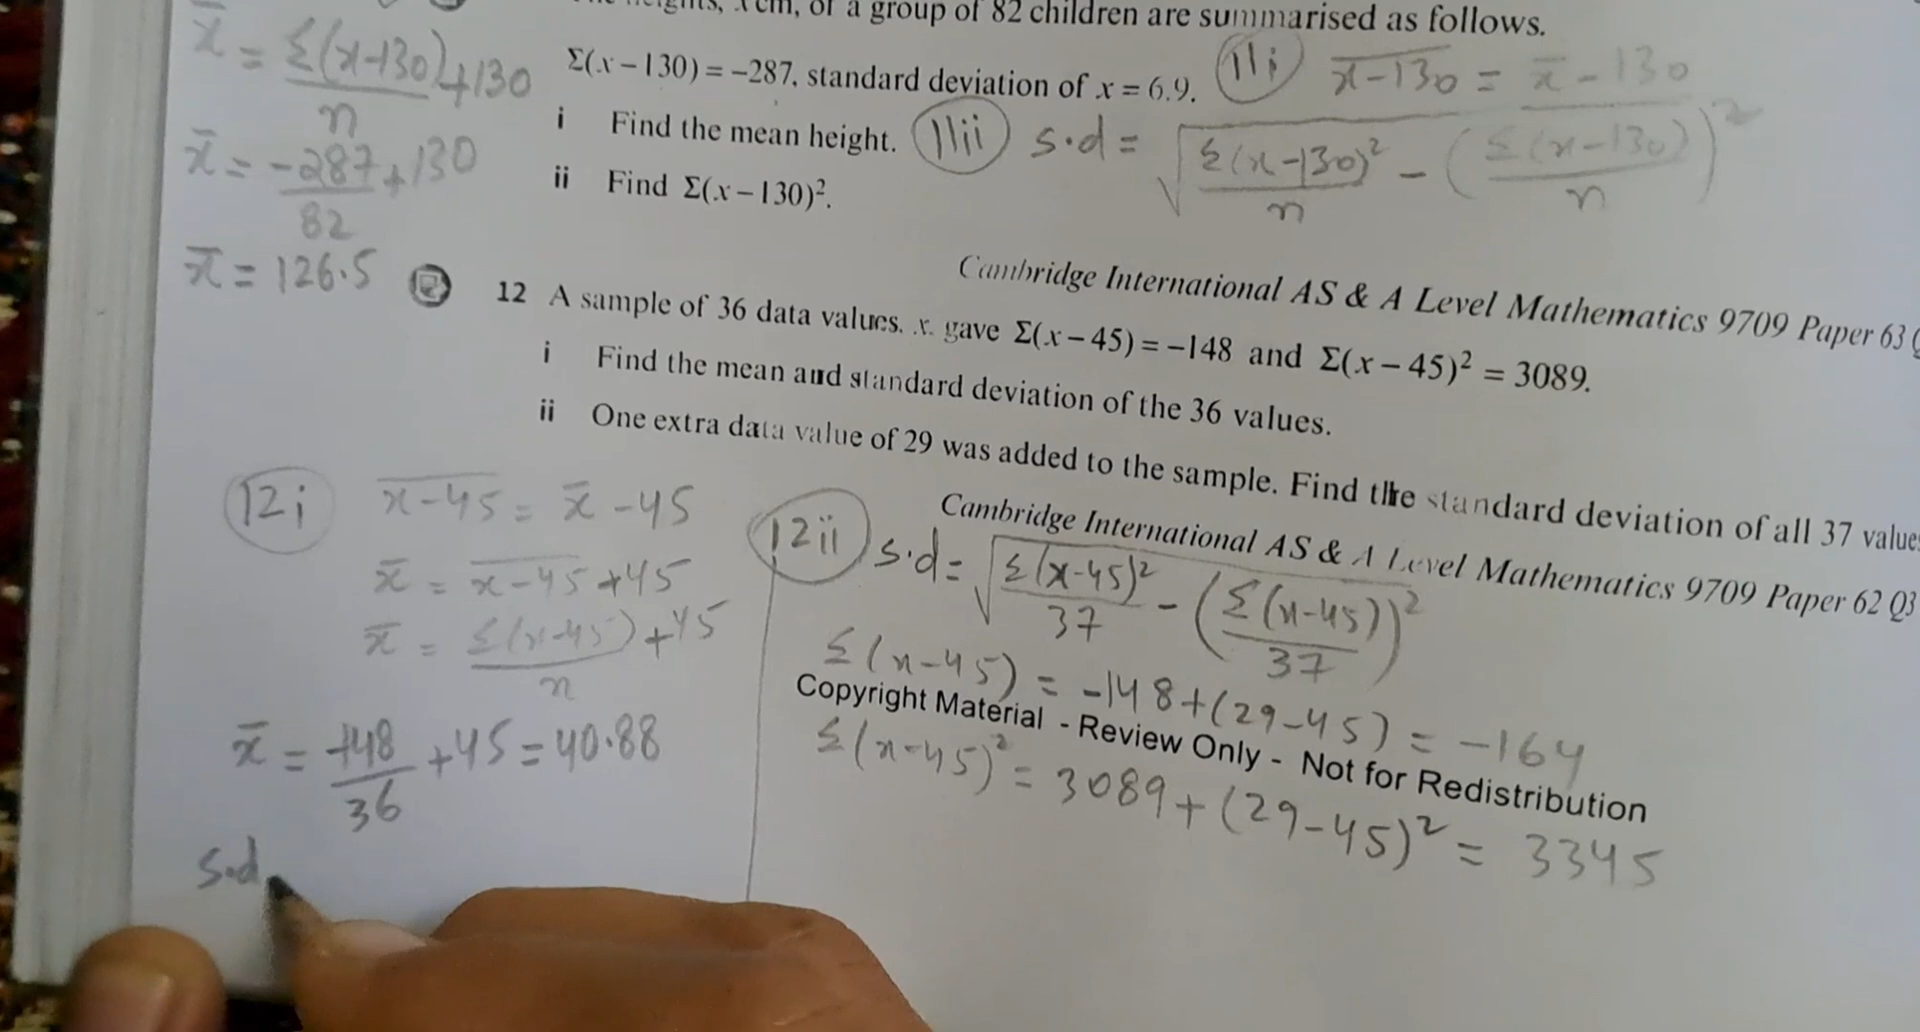 heights, x cm, of a group of 82 children are summarised as follows.
Σ(x – 130) = –287, standard deviation of x = 6.9.
i Find the mean height.
ii Find Σ(x – 130)².
x̄ = Σ(x-130)/n + 130
x̄ = -287/82 + 130
x̄ = 126.5
11i x-130 = x̄ - 130
11ii s.d = √(Σ(x-130)²/n - (Σ(x-130)/n)²)
Cambridge International AS & A Level Mathematics 9709 Paper 63
12 A sample of 36 data values, x, gave Σ(x – 45) = –148 and Σ(x – 45)² = 3089.
i Find the mean and standard deviation of the 36 values.
ii One extra data value of 29 was added to the sample. Find the standard deviation of all 37 values
Cambridge International AS & A Level Mathematics 9709 Paper 62 Q3
12i x-45 = x̄ - 45
x̄ = x-45 + 45
x̄ = Σ(x-45)/n + 45
x̄ = -148/36 + 45 = 40.88
s.d
12ii s.d = √(Σ(x-45)²/37 - (Σ(x-45)/37)²)
Σ(x-45) = -148 + (29-45) = -164
Copyright Material - Review Only - Not for Redistribution
Σ(x-45)² = 3089 + (29-45)² = 3345